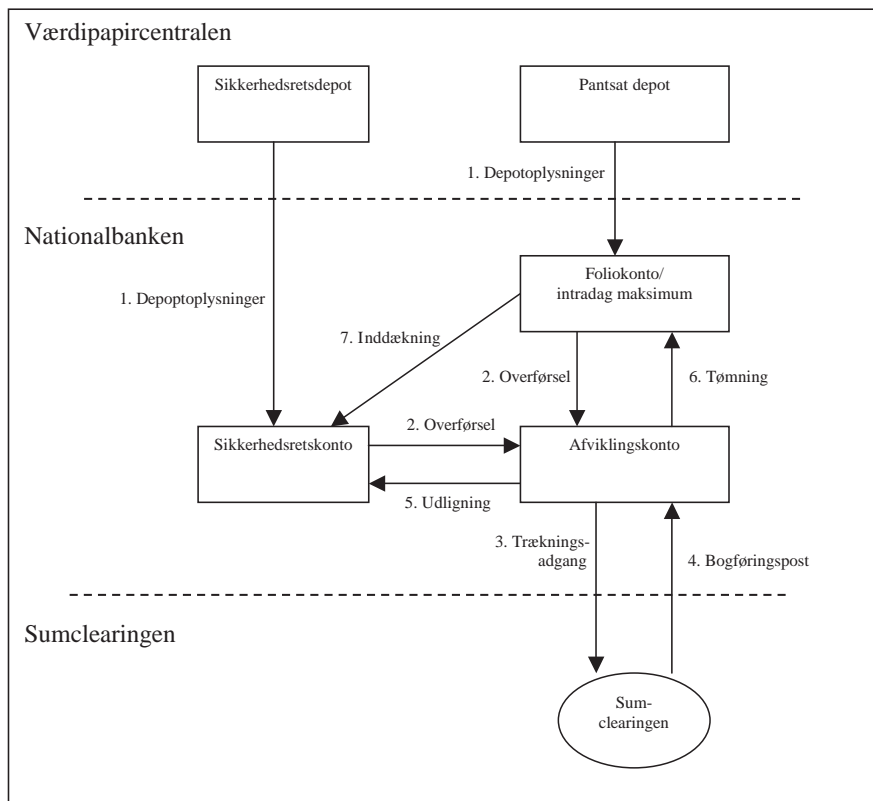 Værdipapircentralen
Sikkerhedsretsdepot
Pantsat depot
1. Depotoplysninger
Nationalbanken
Foliokonto/
intradag maksimum
1. Depoptoplysninger
7. Inddækning
2. Overførsel
6. Tømning
Sikkerhedsretskonto
2. Overførsel
Afviklingskonto
5. Udligning
3. Træknings-
adgang
4. Bogføringspost
Sumclearingen
Sum-
clearingen